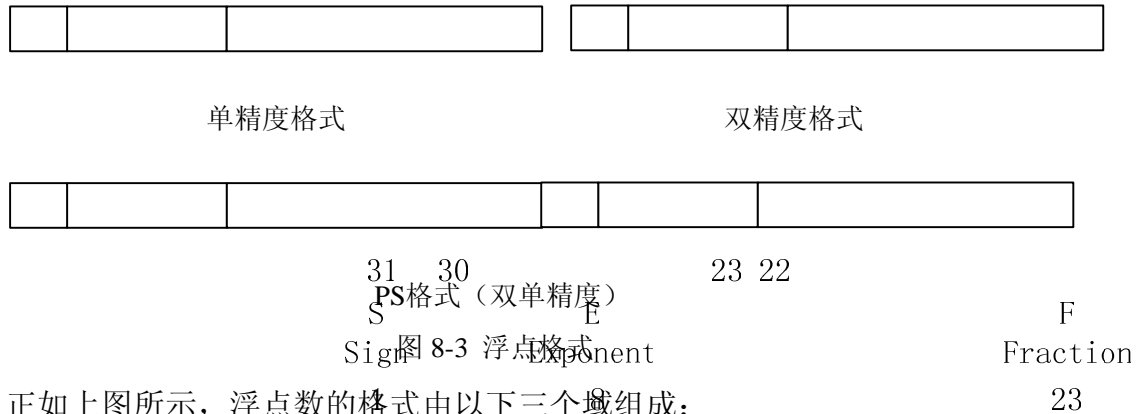 单精度格式 双精度格式
31 30 23 22
PS格式（双单精度）
S E F
图 8-3 浮点格式
Sign Exponent Fraction
正如上图所示，浮点数的格式由以下三个域组成：
1 8 23